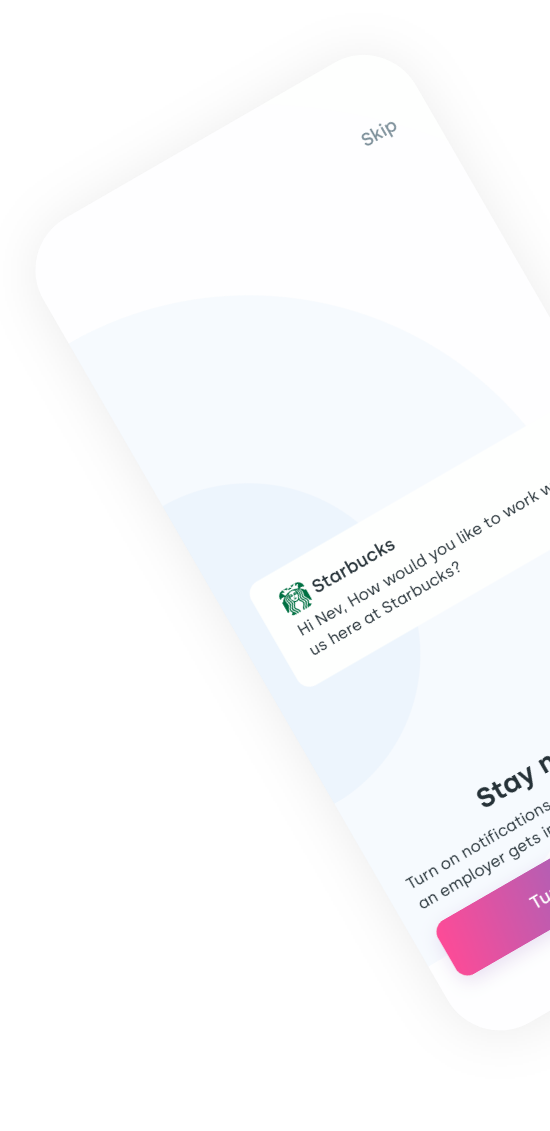 Skip
Starbucks
Hi Nev, How would you like to work
us here at Starbucks?
Stay
Turn on notifications
an employer gets